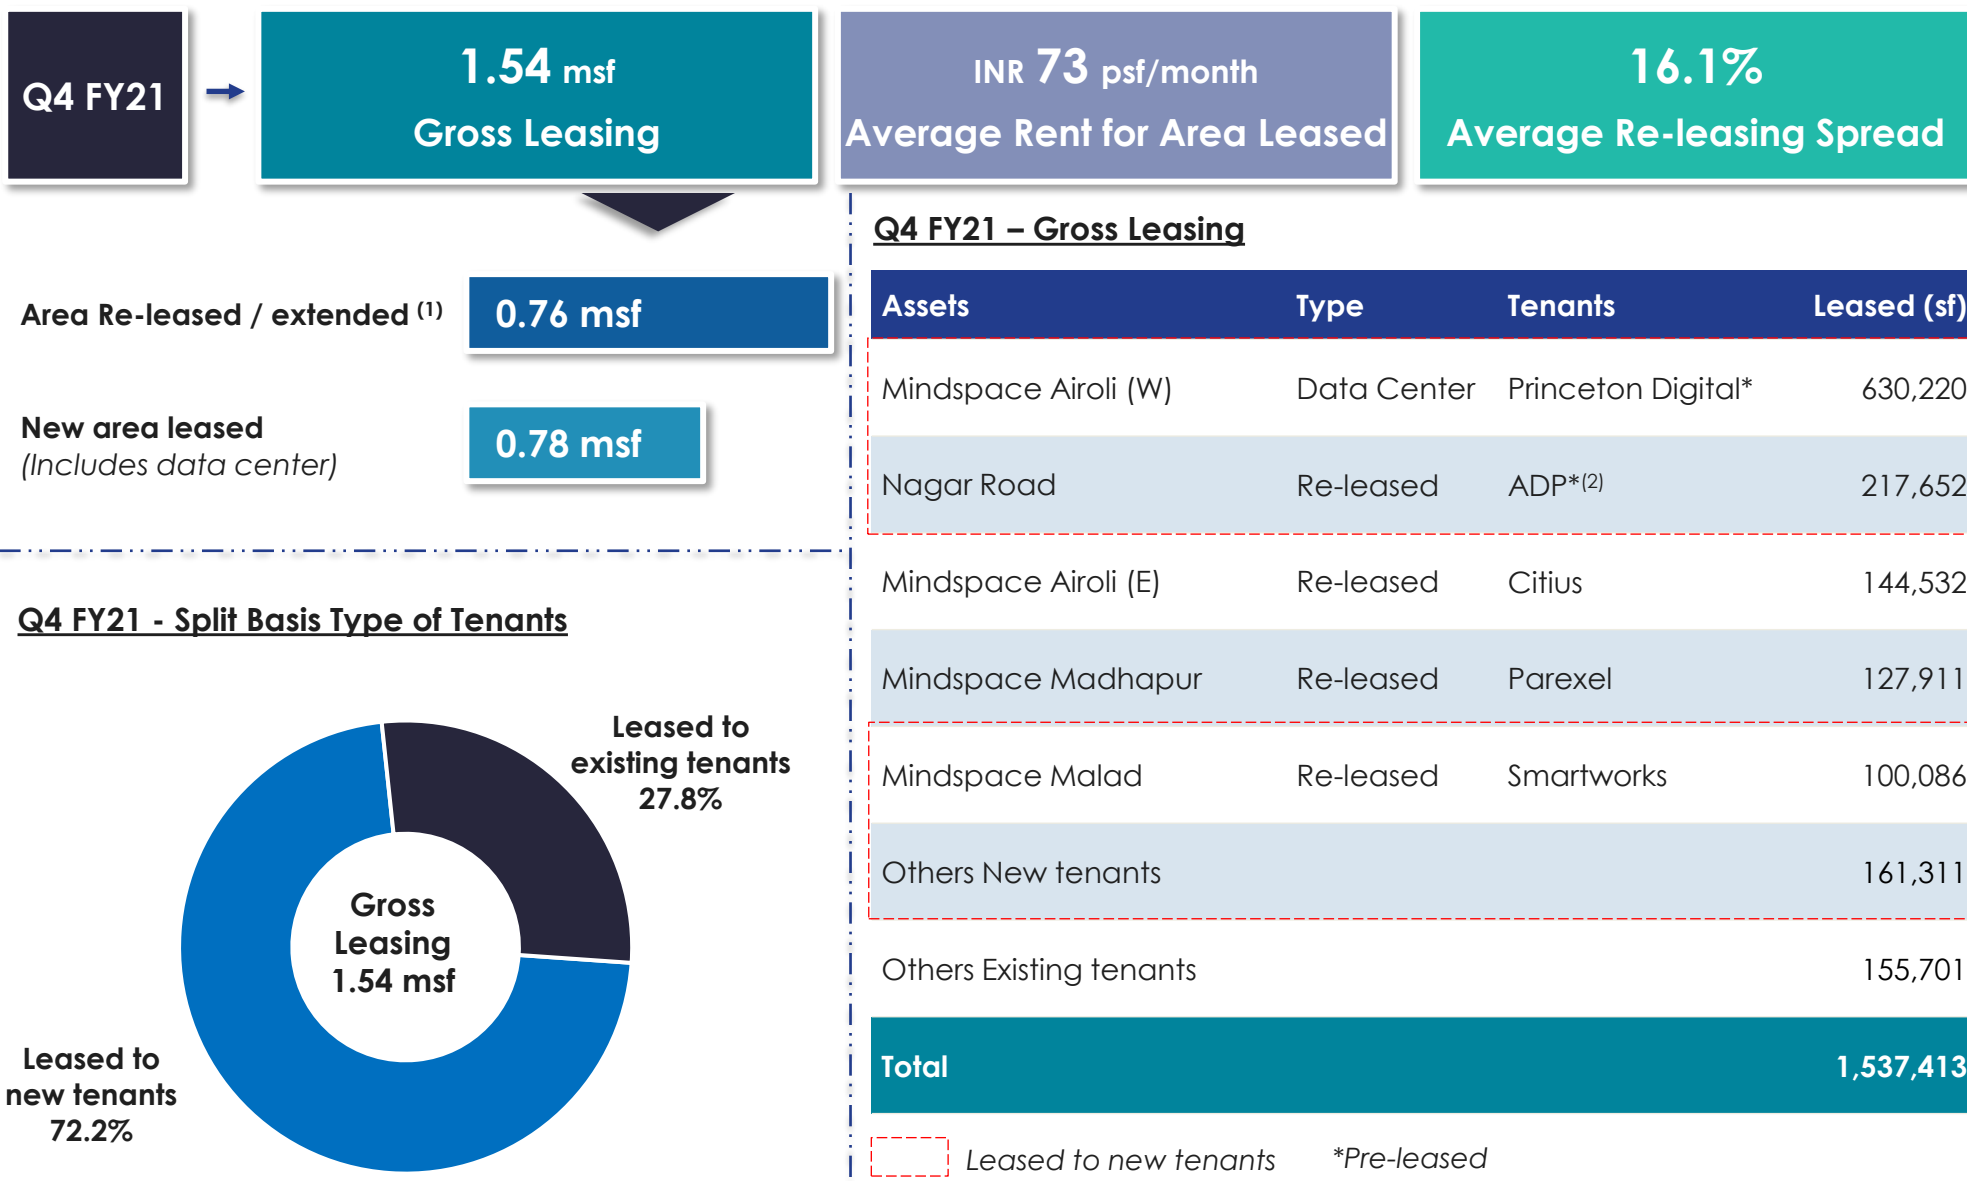 Q4 FY21
1.54 msf
Gross Leasing
INR 73 psf/month
Average Rent for Area Leased
16.1%
Average Re-leasing Spread
Area Re-leased / extended (1)
0.76 msf
New area leased
(Includes data center)
0.78 msf
Q4 FY21 - Split Basis Type of Tenants
Leased to
existing tenants
27.8%
Gross
Leasing
1.54 msf
Leased to
new tenants
72.2%
Q4 FY21 – Gross Leasing
Assets Type Tenants Leased (sf)
Mindspace Airoli (W) Data Center Princeton Digital* 630,220
Nagar Road Re-leased ADP*(2) 217,652
Mindspace Airoli (E) Re-leased Citius 144,532
Mindspace Madhapur Re-leased Parexel 127,911
Mindspace Malad Re-leased Smartworks 100,086
Others New tenants 161,311
Others Existing tenants 155,701
Total 1,537,413
Leased to new tenants *Pre-leased